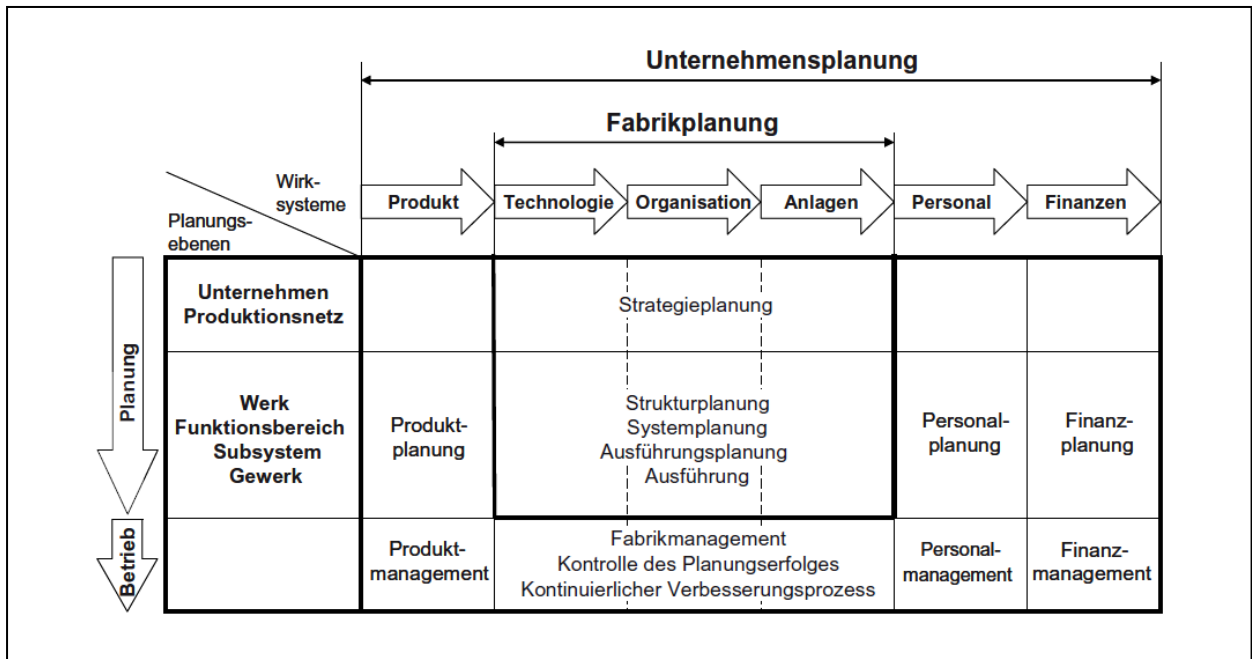 Unternehmensplanung
Fabrikplanung
Wirk-
systeme
Planungs-
ebenen
Produkt
Technologie
Organisation
Anlagen
Personal
Finanzen
Planung
Unternehmen
Produktionsnetz
Strategieplanung
Werk
Funktionsbereich
Subsystem
Gewerk
Produkt-
planung
Strukturplanung
Systemplanung
Ausführungsplanung
Ausführung
Personal-
planung
Finanz-
planung
Betrieb
Produkt-
management
Fabrikmanagement
Kontrolle des Planungserfolges
Kontinuierlicher Verbesserungsprozess
Personal-
management
Finanz-
management